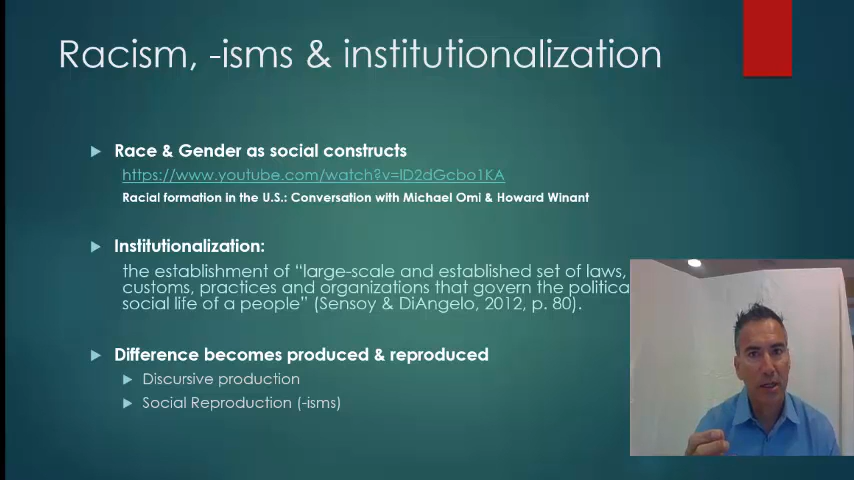 Racism, -isms & institutionalization
Race & Gender as social constructs
https://www.youtube.com/watch?v=lD2dGcbo1KA
Racial formation in the U.S.: Conversation with Michael Omi & Howard Winant
Institutionalization:
the establishment of “large-scale and established set of laws,
customs, practices and organizations that govern the politica
social life of a people” (Sensoy & DiAngelo, 2012, p. 80).
Difference becomes produced & reproduced
Discursive production
Social Reproduction (-isms)